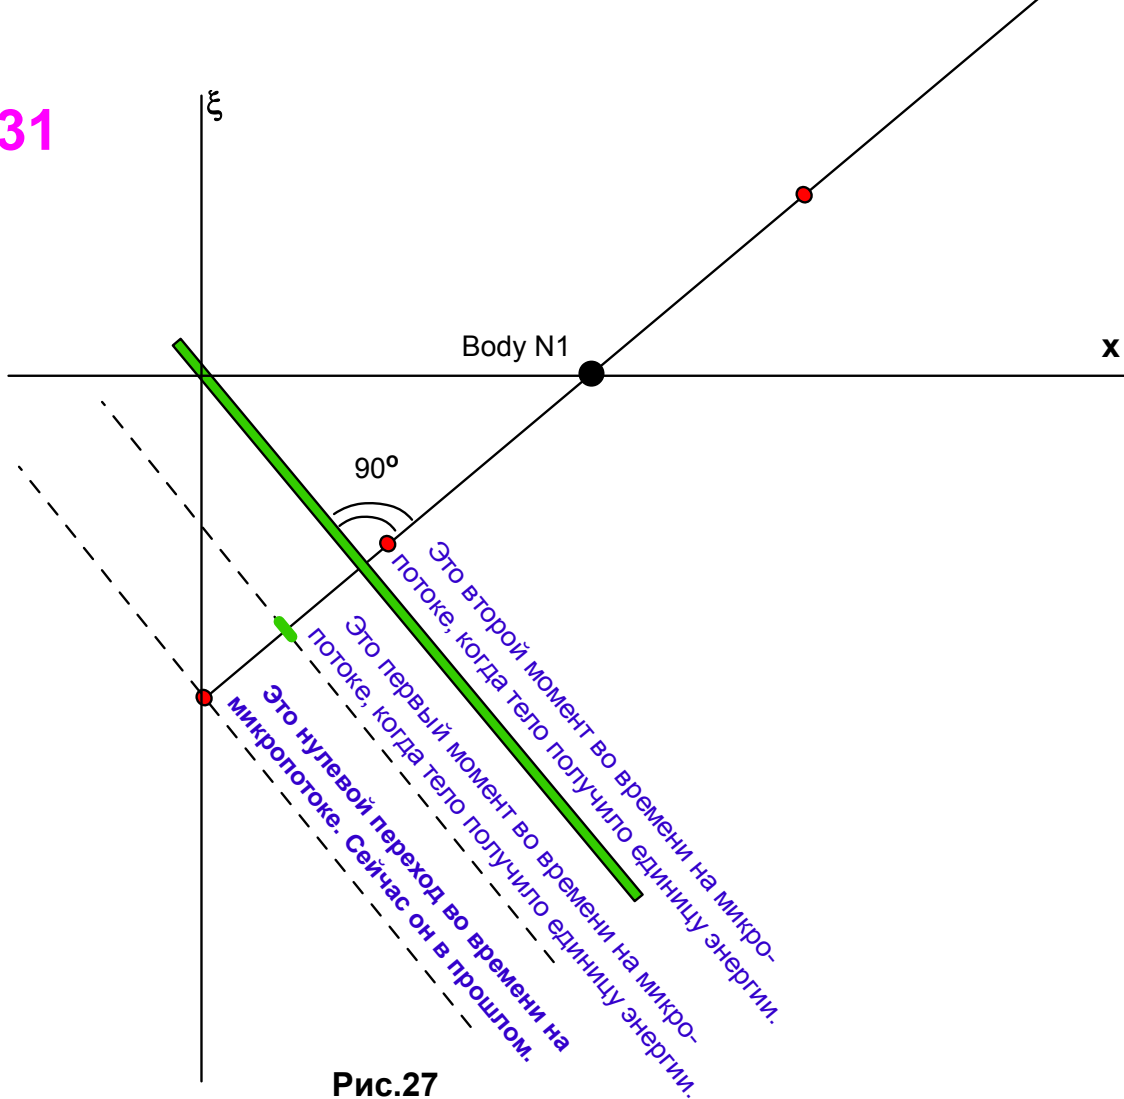 ξ
31
Body N1
x
90º
Это второй момент во времени на микро-
потоке, когда тело получило единицу энергии.
Это первый момент во времени на микро-
потоке, когда тело получило единицу энергии.
Это нулевой переход во времени на
микропотоке. Сейчас он в прошлом.
Рис.27